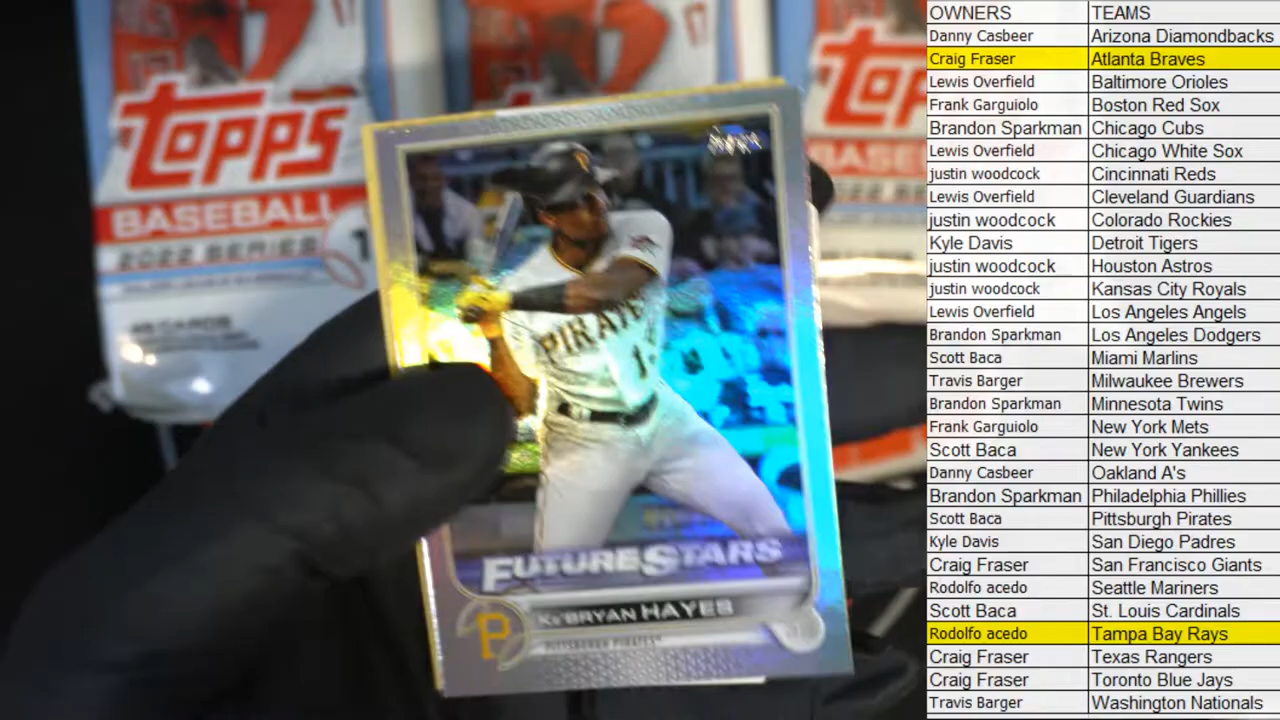 TOPPS
BASEBALL
2022 SERIES 1
TOPPS
BASEBALL
PIRATE
FUTURE STARS
KE'BRYAN HAYES
PITTSBURGH PIRATES
P
OWNERS TEAMS
Danny Casbeer Arizona Diamondbacks
Craig Fraser Atlanta Braves
Lewis Overfield Baltimore Orioles
Frank Garguiolo Boston Red Sox
Brandon Sparkman Chicago Cubs
Lewis Overfield Chicago White Sox
justin woodcock Cincinnati Reds
Lewis Overfield Cleveland Guardians
justin woodcock Colorado Rockies
Kyle Davis Detroit Tigers
justin woodcock Houston Astros
justin woodcock Kansas City Royals
Lewis Overfield Los Angeles Angels
Brandon Sparkman Los Angeles Dodgers
Scott Baca Miami Marlins
Travis Barger Milwaukee Brewers
Brandon Sparkman Minnesota Twins
Frank Garguiolo New York Mets
Scott Baca New York Yankees
Danny Casbeer Oakland A's
Brandon Sparkman Philadelphia Phillies
Scott Baca Pittsburgh Pirates
Kyle Davis San Diego Padres
Craig Fraser San Francisco Giants
Rodolfo acedo Seattle Mariners
Scott Baca St. Louis Cardinals
Rodolfo acedo Tampa Bay Rays
Craig Fraser Texas Rangers
Craig Fraser Toronto Blue Jays
Travis Barger Washington Nationals